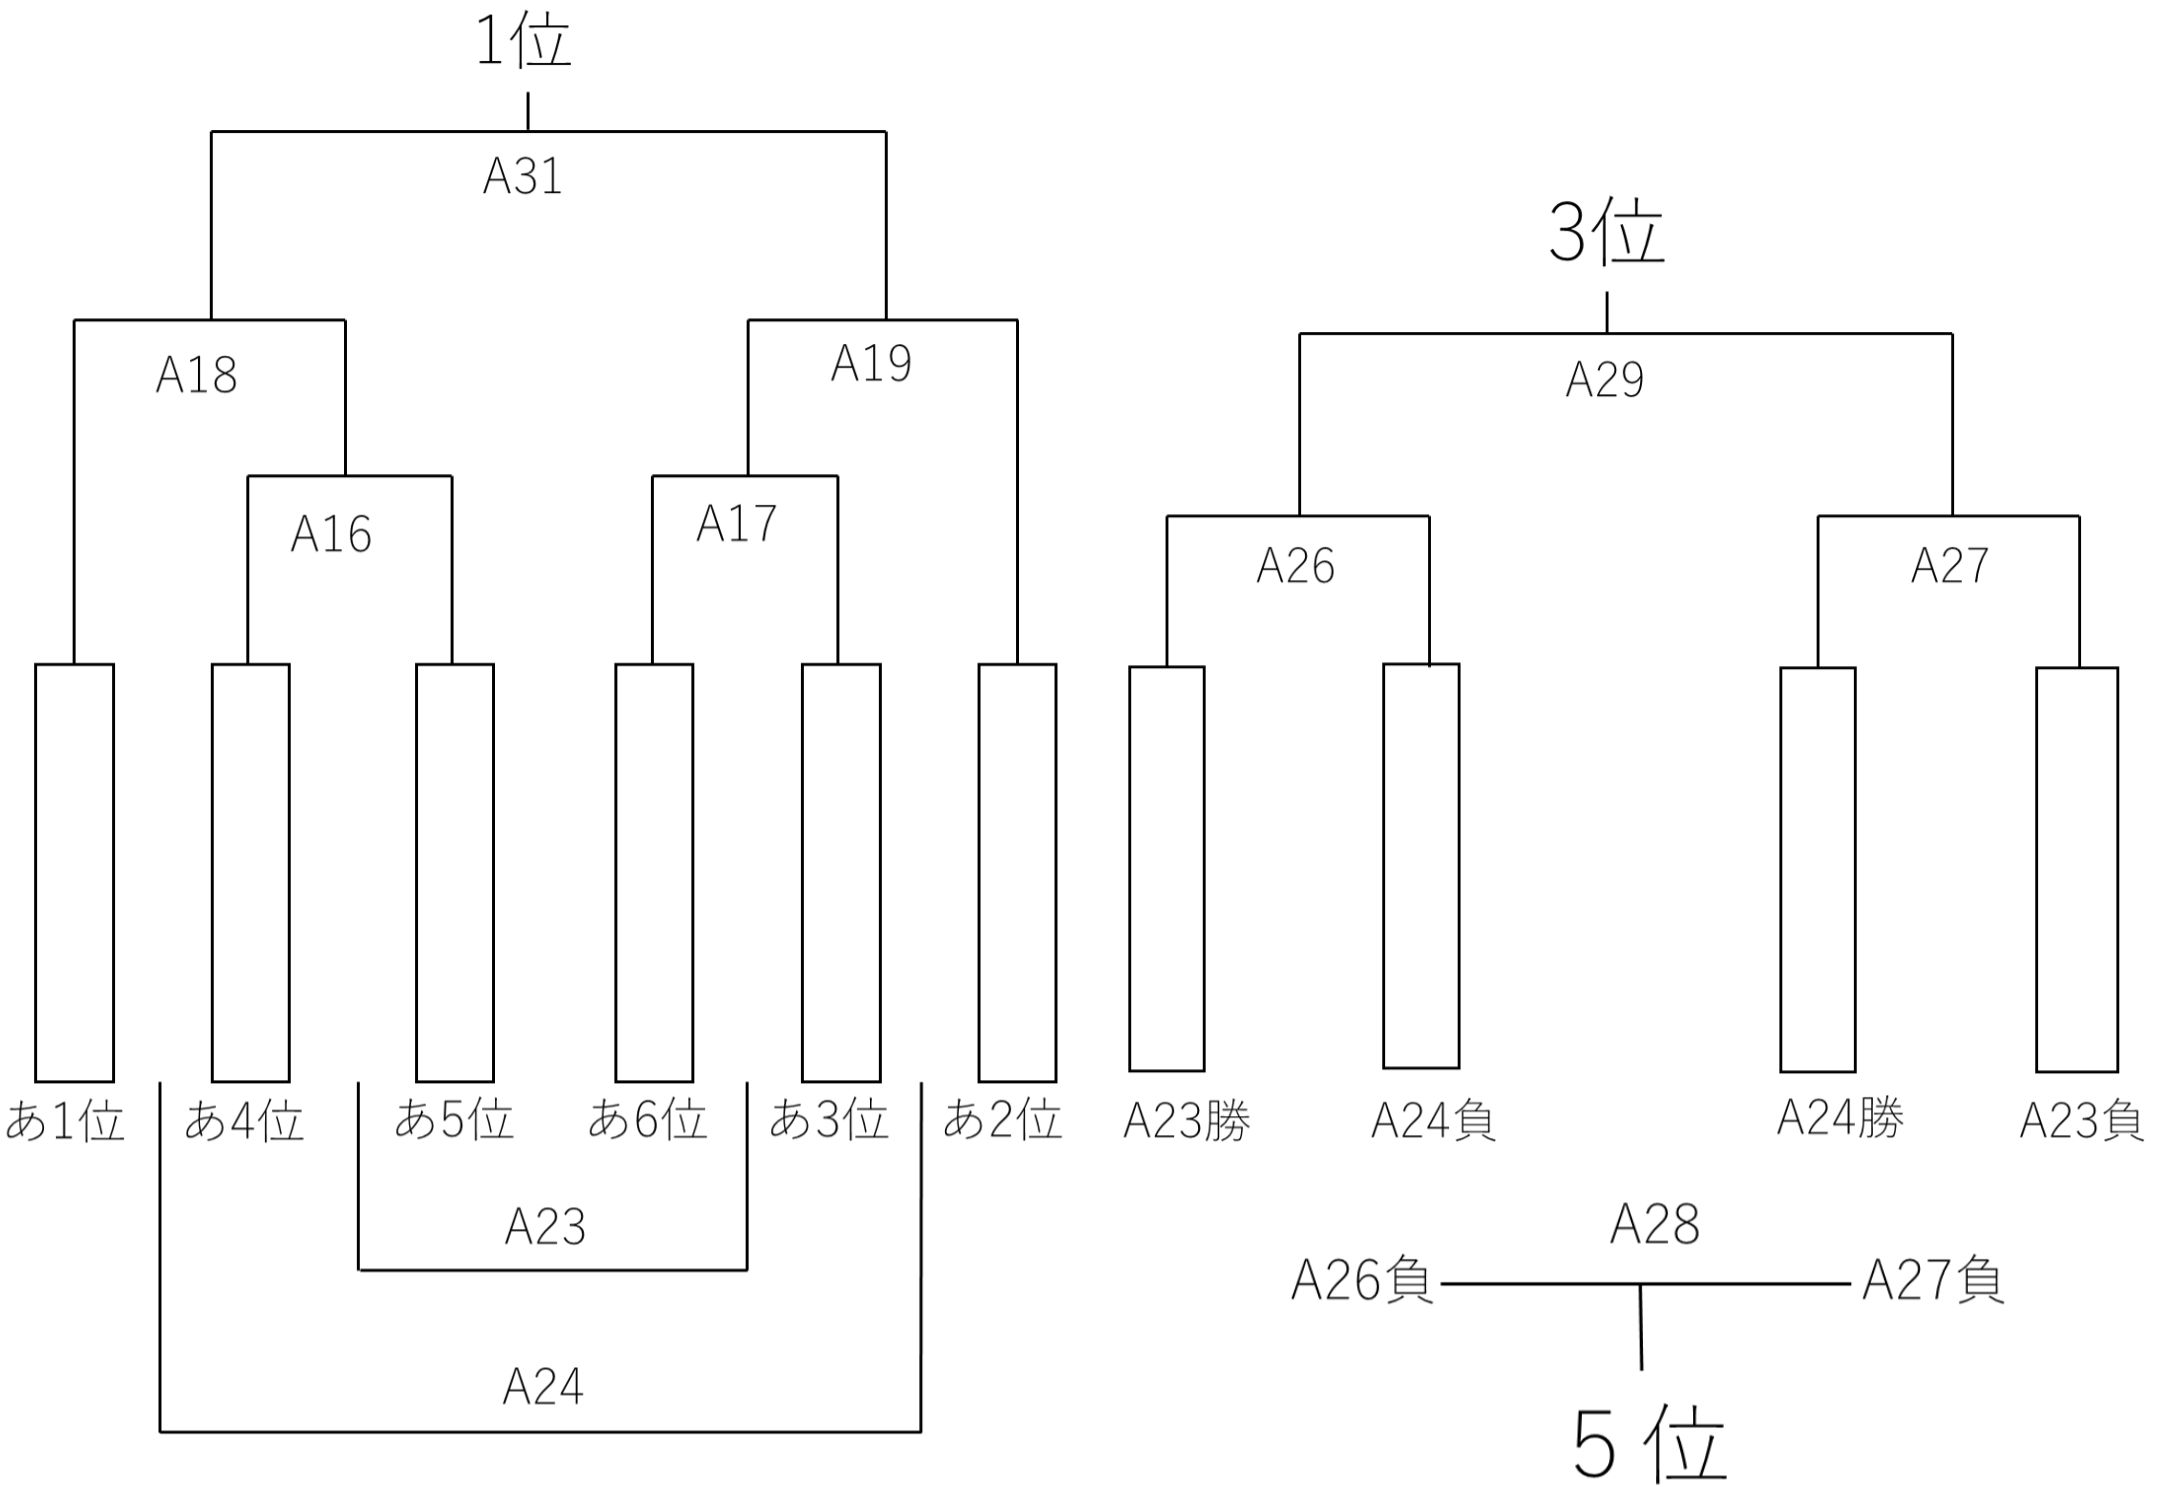 1位
A31
A18
A19
A16
A17
あ1位
あ4位
あ5位
あ6位
あ3位
あ2位
A23
A24
3位
A29
A26
A27
A23勝
A24負
A24勝
A23負
A28
A26負
A27負
5位